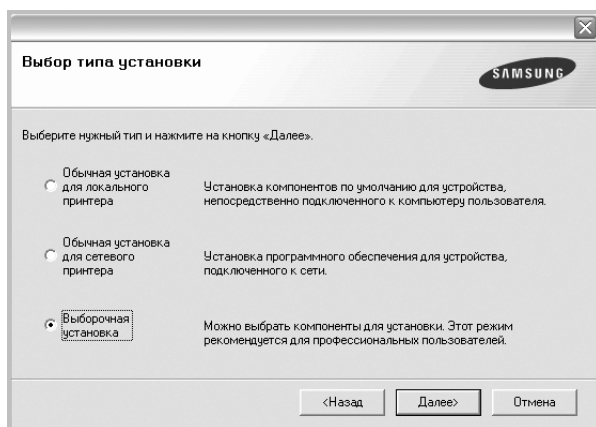 Выбор типа установки
SAMSUNG
Выберите нужный тип и нажмите на кнопку «Далее».
Обычная установка
для локального
принтера
Установка компонентов по умолчанию для устройства,
непосредственно подключенного к компьютеру пользователя.
Обычная установка
для сетевого
принтера
Установка программного обеспечения для устройства,
подключенного к сети.
Выборочная
установка
Можно выбрать компоненты для установки. Этот режим
рекомендуется для профессиональных пользователей.
<Назад
Далее>
Отмена